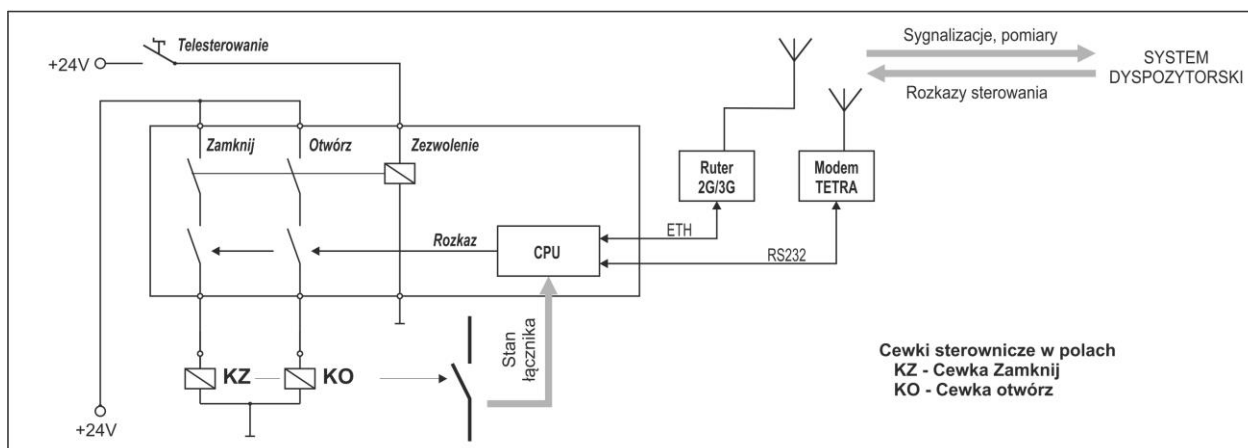 Telesterowanie
+24V
Sygnalizacje, pomiary
Rozkazy sterowania
SYSTEM
DYSPOZYTORSKI
Zamknij
Otwórz
Zezwolenie
Ruter
2G/3G
Modem
TETRA
Rozkaz
CPU
ETH
RS232
Stan
łącznika
KZ
KO
+24V
Cewki sterownicze w polach
KZ - Cewka Zamknij
KO - Cewka otwórz